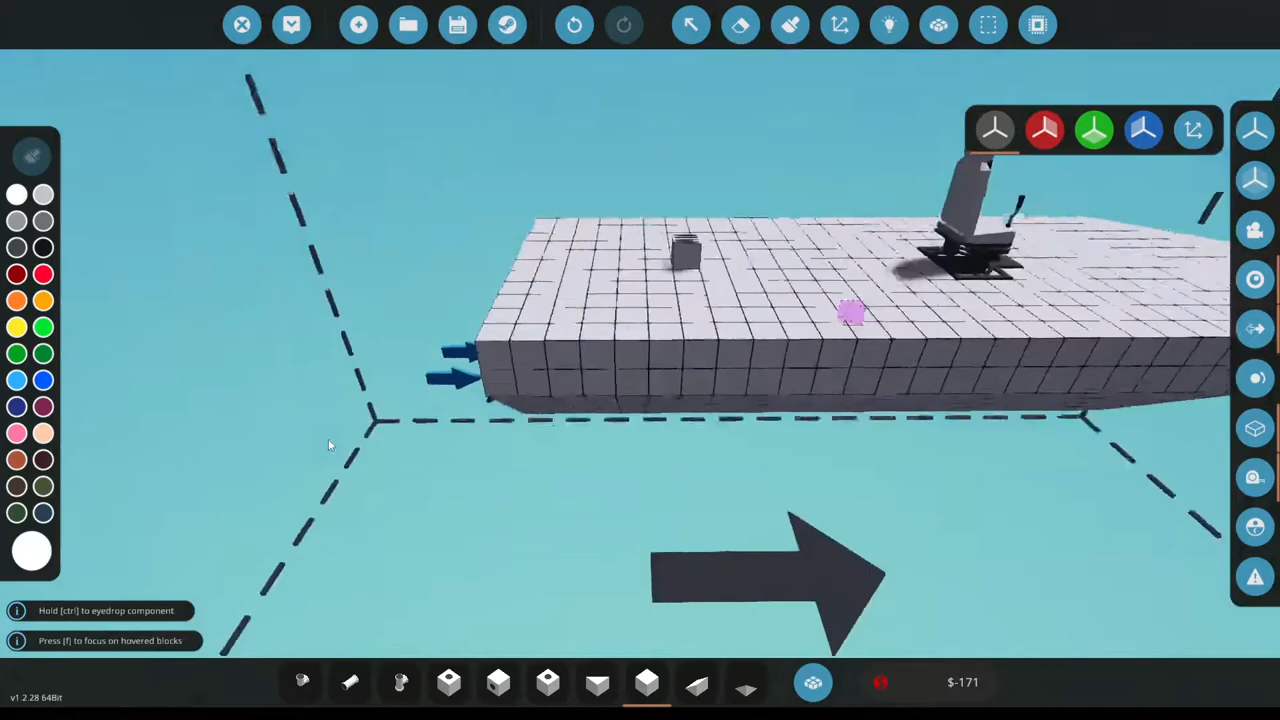 Hold [ctrl] to eyedrop component
Press [f] to focus on hovered blocks
v1.2.28 64Bit
$-171